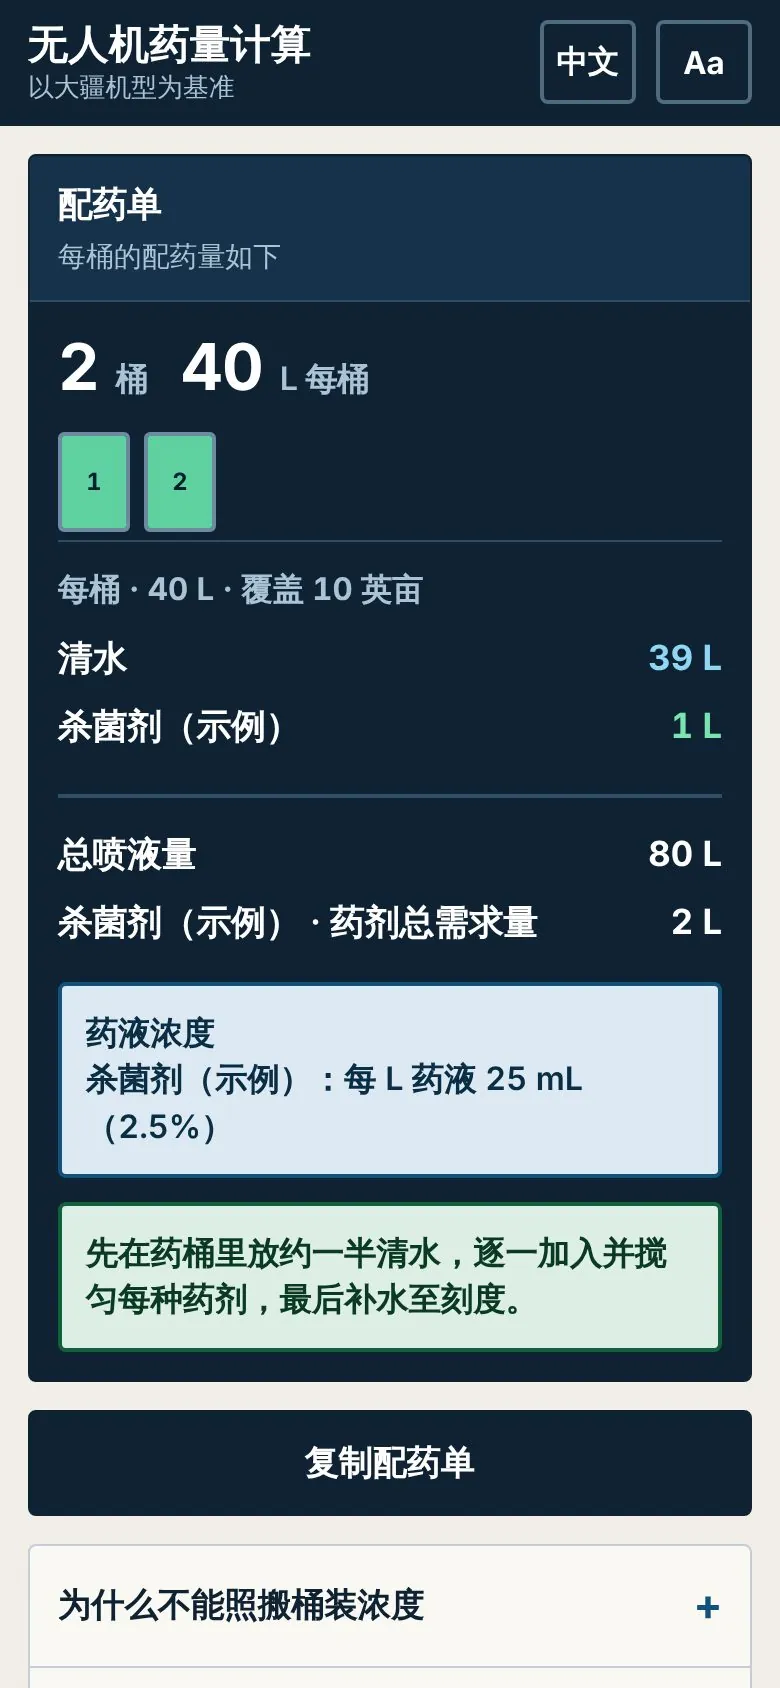 无人机药量计算
以大疆机型为基准
中文
Aa
配药单
每桶的配药量如下
2 桶 40 L 每桶
1 2
每桶 · 40 L · 覆盖 10 英亩
清水 39 L
杀菌剂（示例） 1 L
总喷液量 80 L
杀菌剂（示例） · 药剂总需求量 2 L
药液浓度
杀菌剂（示例）：每 L 药液 25 mL
（2.5%）
先在药桶里放约一半清水，逐一加入并搅
匀每种药剂，最后补水至刻度。
复制配药单
为什么不能照搬桶装浓度 +